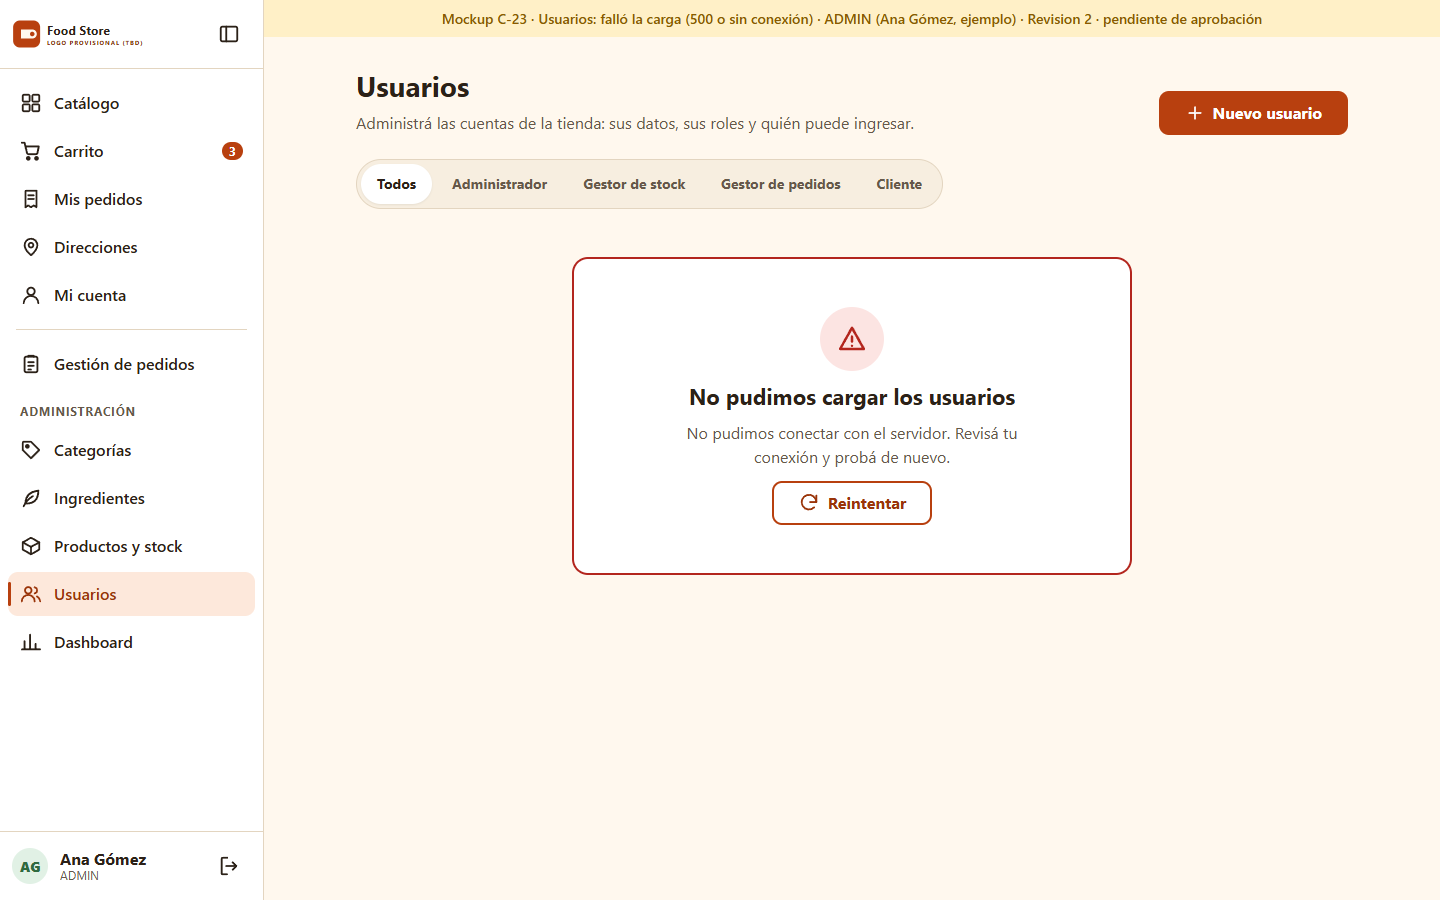 Food Store
LOGO PROVISIONAL (TBD)
Catálogo
Carrito
3
Mis pedidos
Direcciones
Mi cuenta
Gestión de pedidos
ADMINISTRACIÓN
Categorías
Ingredientes
Productos y stock
Usuarios
Dashboard
AG
Ana Gómez
ADMIN
Mockup C-23 · Usuarios: falló la carga (500 o sin conexión) · ADMIN (Ana Gómez, ejemplo) · Revision 2 · pendiente de aprobación
Usuarios
Administrá las cuentas de la tienda: sus datos, sus roles y quién puede ingresar.
Nuevo usuario
Todos
Administrador
Gestor de stock
Gestor de pedidos
Cliente
No pudimos cargar los usuarios
No pudimos conectar con el servidor. Revisá tu
conexión y probá de nuevo.
Reintentar